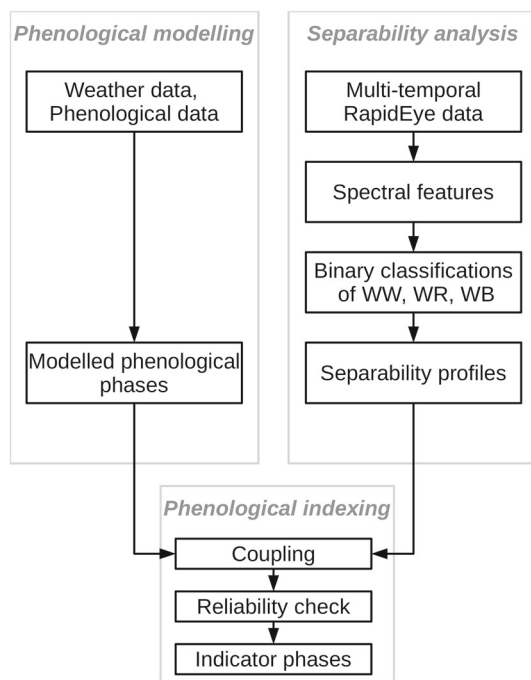 Phenological modelling
Weather data,
Phenological data
Modelled phenological
phases
Separability analysis
Multi-temporal
RapidEye data
Spectral features
Binary classifications
of WW, WR, WB
Separability profiles
Phenological indexing
Coupling
Reliability check
Indicator phases